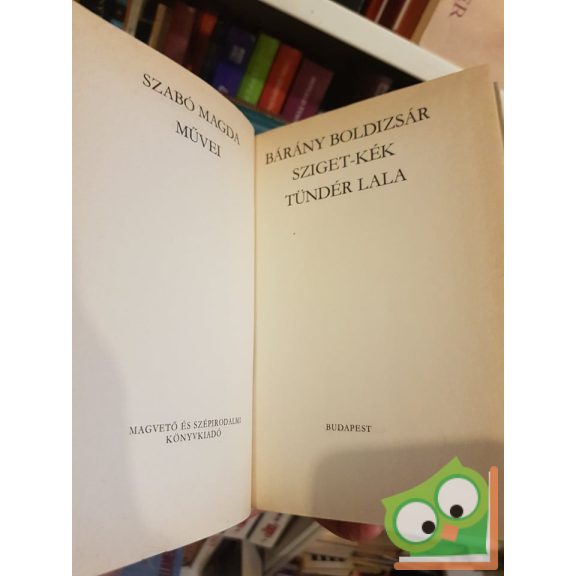 SZABÓ MAGDA
MŰVEI
MAGVETŐ ÉS SZÉPIRODALMI
KÖNYVKIADÓ
BÁRÁNY BOLDIZSÁR
SZIGET-KÉK
TÜNDÉR LALA
BUDAPEST